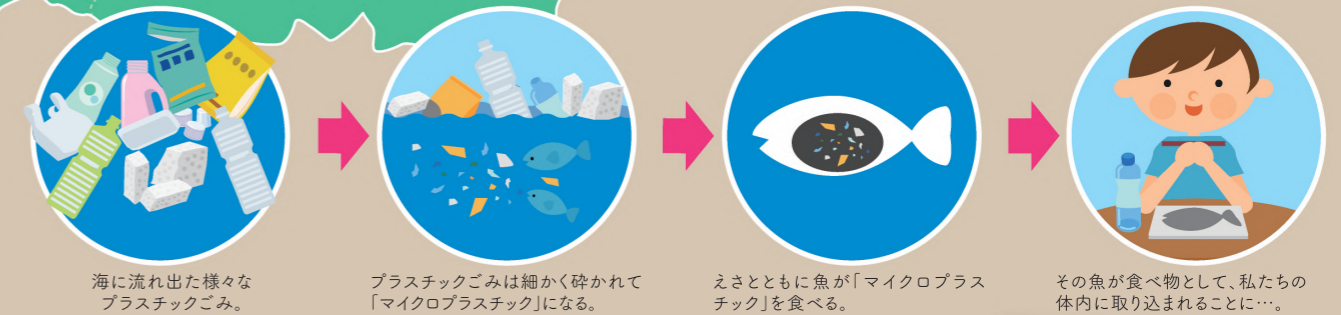 海に流れ出た様々な
プラスチックごみ。
プラスチックごみは細かく砕かれて
「マイクロプラスチック」になる。
えさとともに魚が「マイクロプラス
チック」を食べる。
その魚が食べ物として、私たちの
体内に取り込まれることに…。